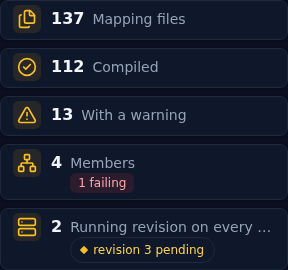 137 Mapping files
112 Compiled
13 With a warning
4 Members
1 failing
2 Running revision on every ...
revision 3 pending